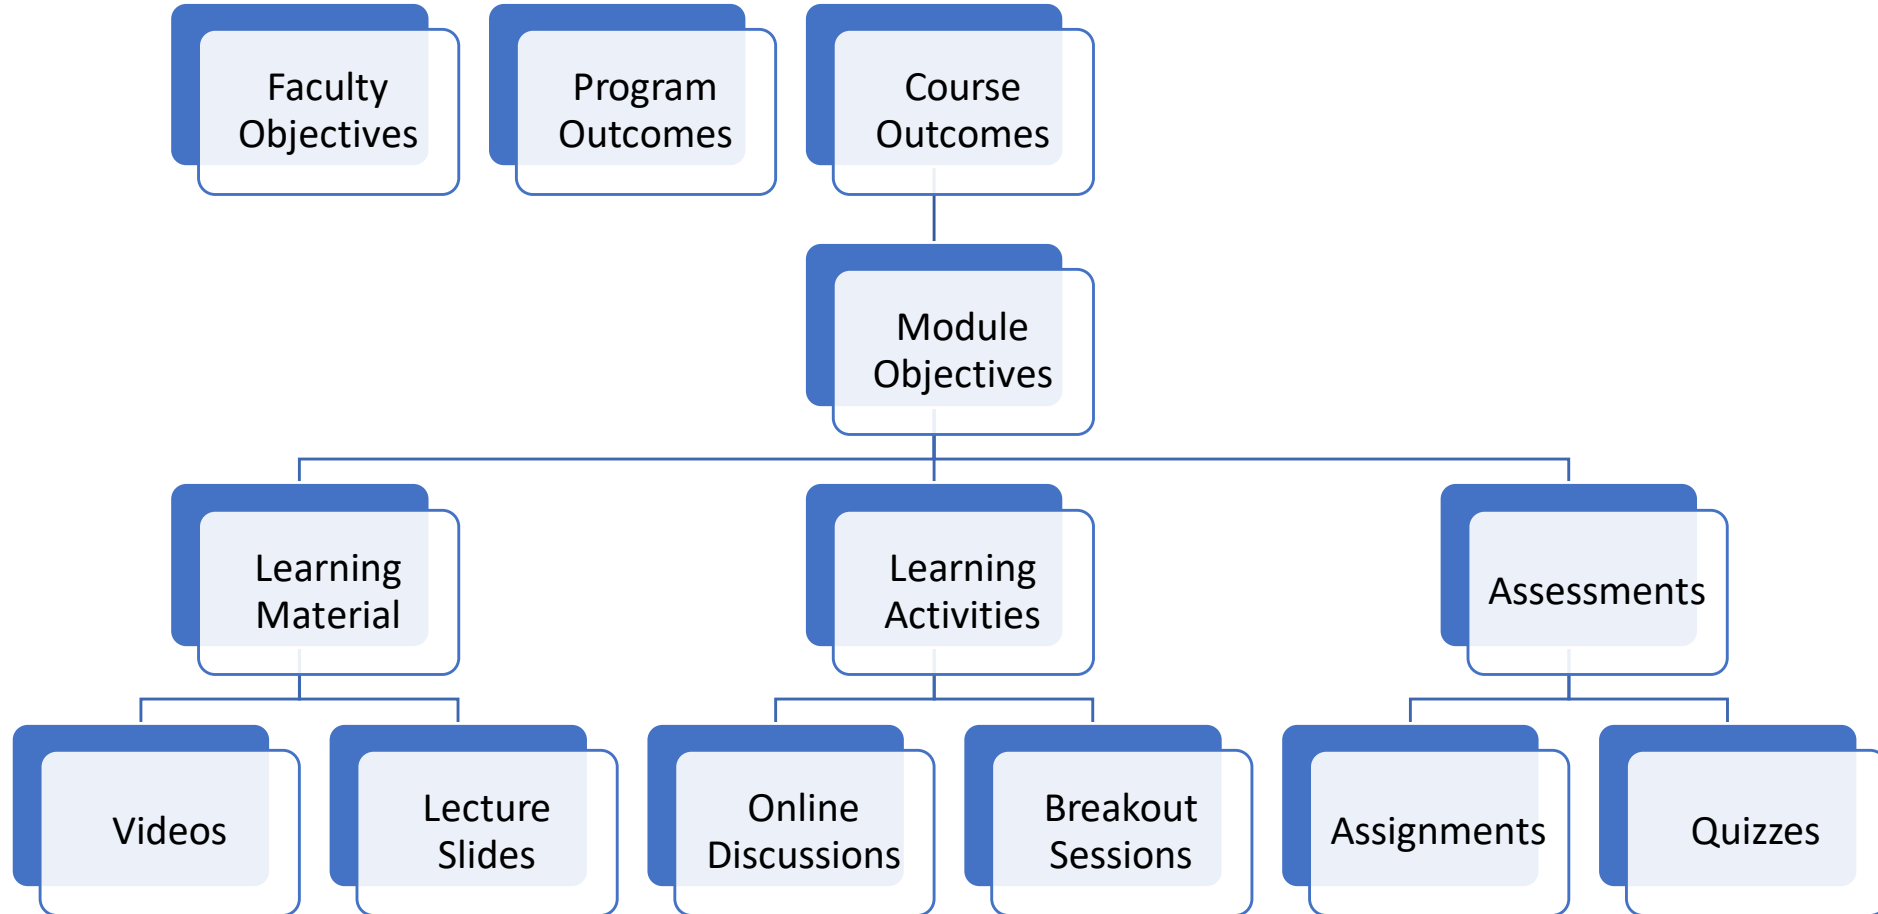 Faculty
Objectives
Program
Outcomes
Course
Outcomes
Module
Objectives
Learning
Material
Learning
Activities
Assessments
Videos
Lecture
Slides
Online
Discussions
Breakout
Sessions
Assignments
Quizzes